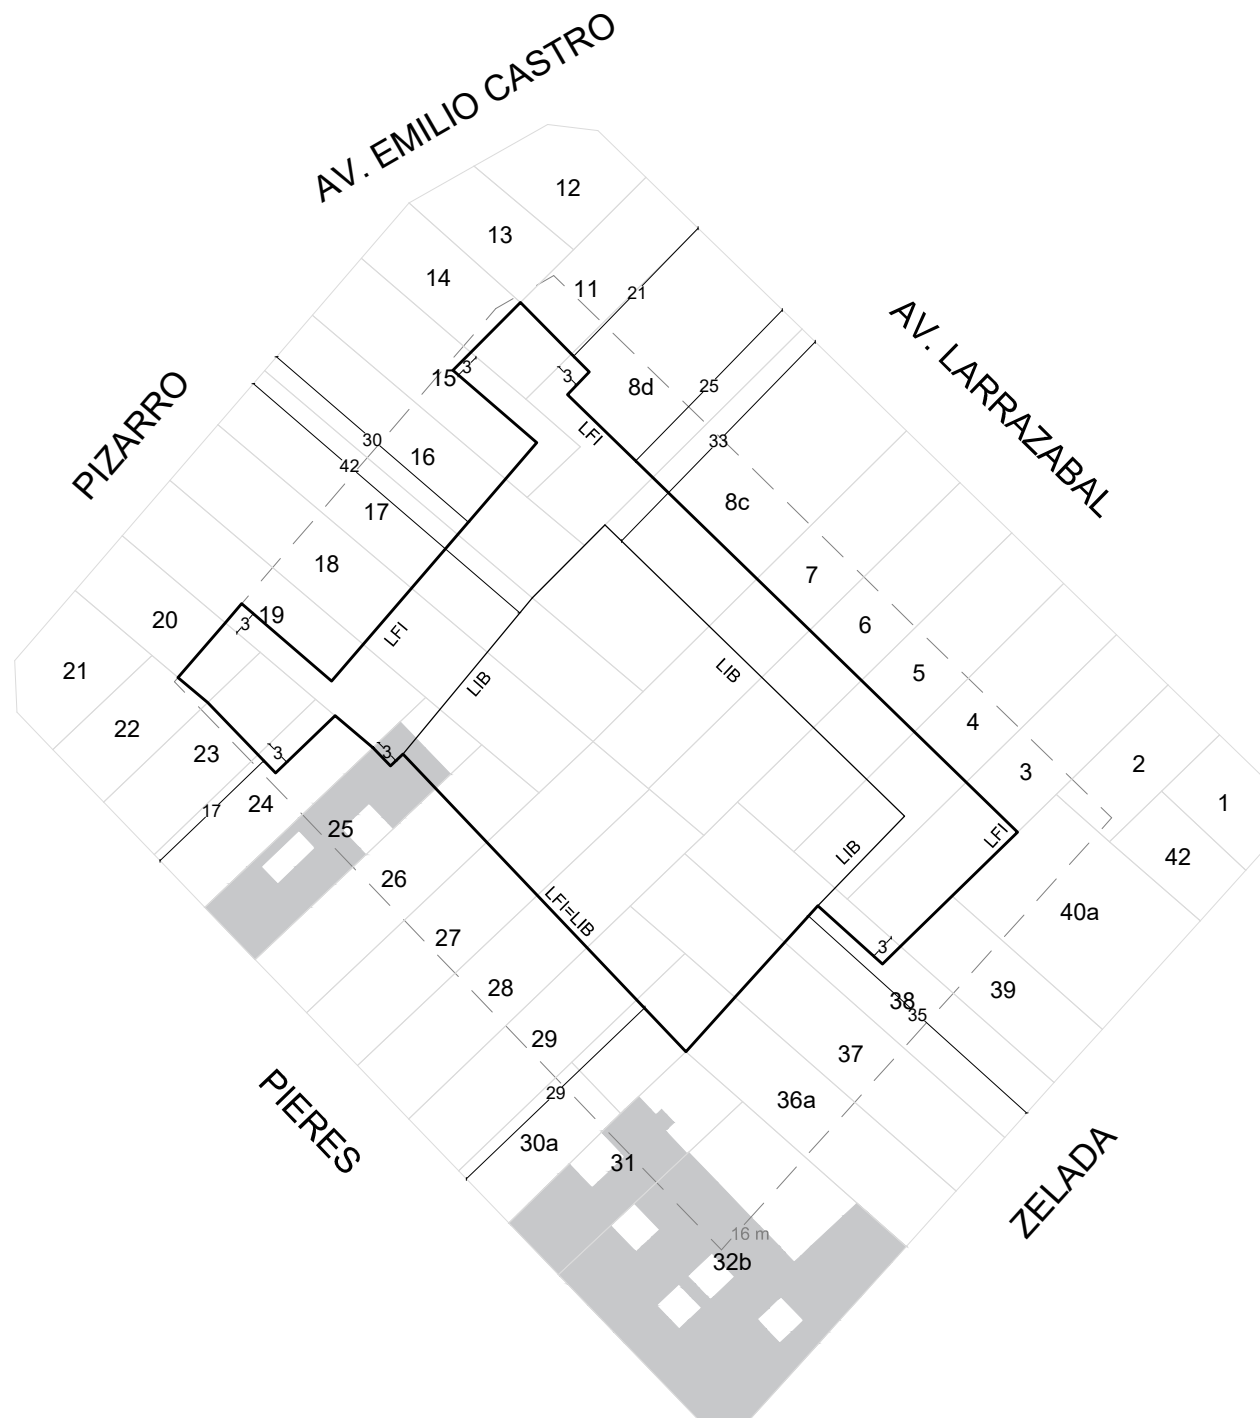 AV. EMILIO CASTRO
12
13
14
11
21
AV. LARRAZABAL
15
3
3
8d
25
PIZARRO
LFI
30
16
33
42
17
8c
18
7
20
3
19
6
LFI
21
LIB
LIB
5
22
4
23
3
3
3
2
17
24
1
25
LFI
LIB
42
26
LFI=LIB
40a
27
3
28
38
35
39
29
37
29
36a
PIERES
30a
31
ZELADA
16 m
32b